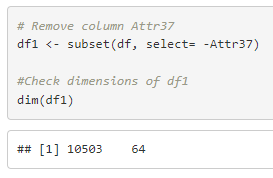 # Remove column Attr37
df1 <- subset(df, select= -Attr37)
#Check dimensions of df1
dim(df1)
## [1] 10503    64